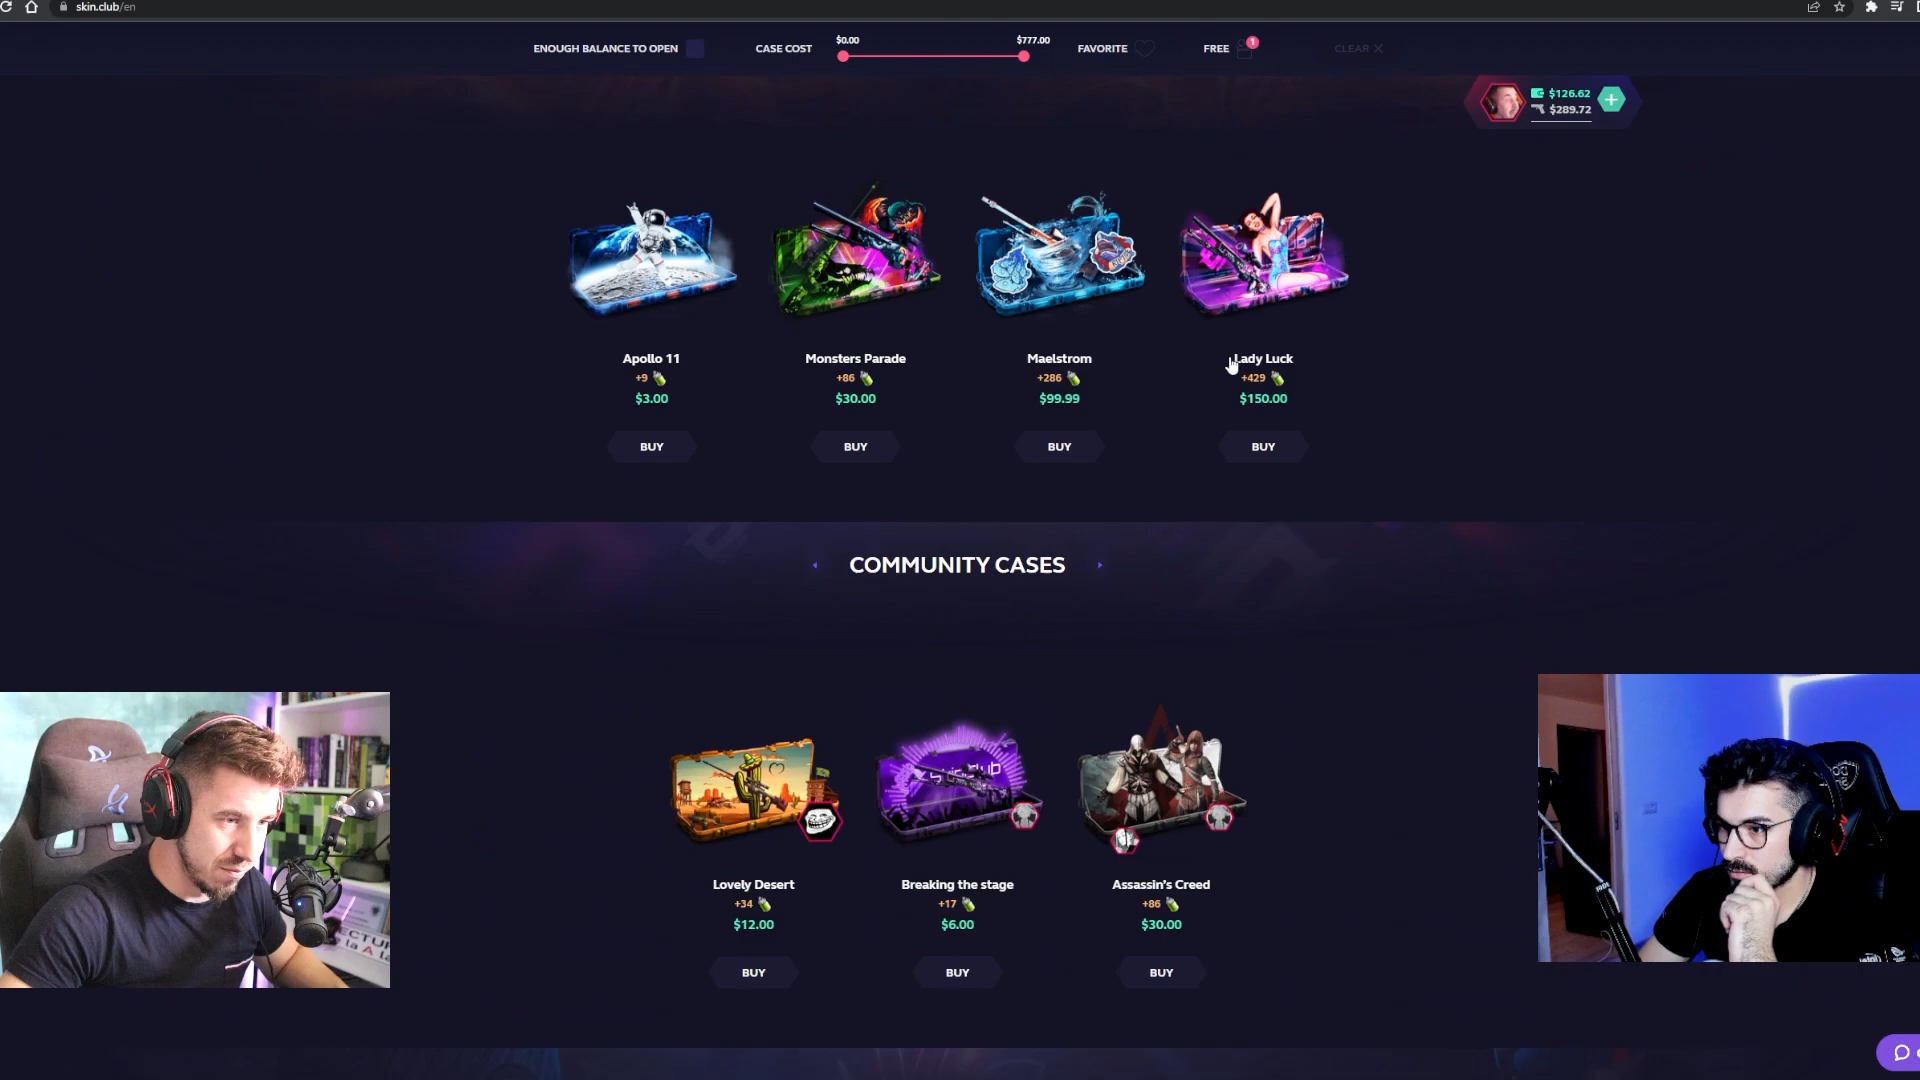 skin.club/en
ENOUGH BALANCE TO OPEN
CASE COST
$0.00
$777.00
FAVORITE
FREE
1
CLEAR
$126.62
$289.72
Apollo 11
+9
$3.00
BUY
Monsters Parade
+86
$30.00
BUY
Maelstrom
+286
$99.99
BUY
Lady Luck
+429
$150.00
BUY
COMMUNITY CASES
Lovely Desert
+34
$12.00
BUY
Breaking the stage
+17
$6.00
BUY
Assassin's Creed
+86
$30.00
BUY